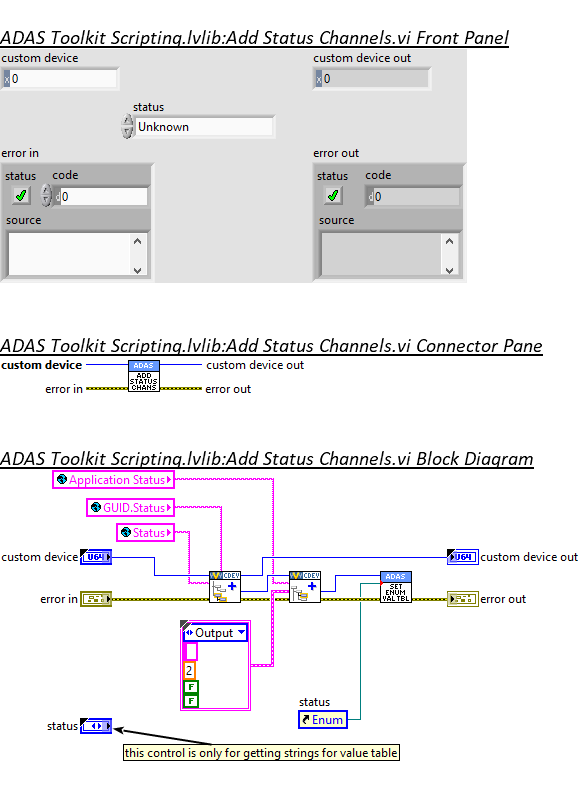 ADAS Toolkit Scripting.lvlib:Add Status Channels.vi Front Panel
custom device
custom device out
x 0
x 0
status
Unknown
error in
error out
status code
status code
d 0
d 0
source
source
ADAS Toolkit Scripting.lvlib:Add Status Channels.vi Connector Pane
custom device
ADAS
ADD
STATUS
CHANS
custom device out
error in
error out
ADAS Toolkit Scripting.lvlib:Add Status Channels.vi Block Diagram
Application Status
GUID.Status
Status
custom device
U64
CDEV
CDEV
ADAS
SET
ENUM
VAL TBL
U64
custom device out
error in
error out
Output
2
F
F
status
Enum
status
this control is only for getting strings for value table